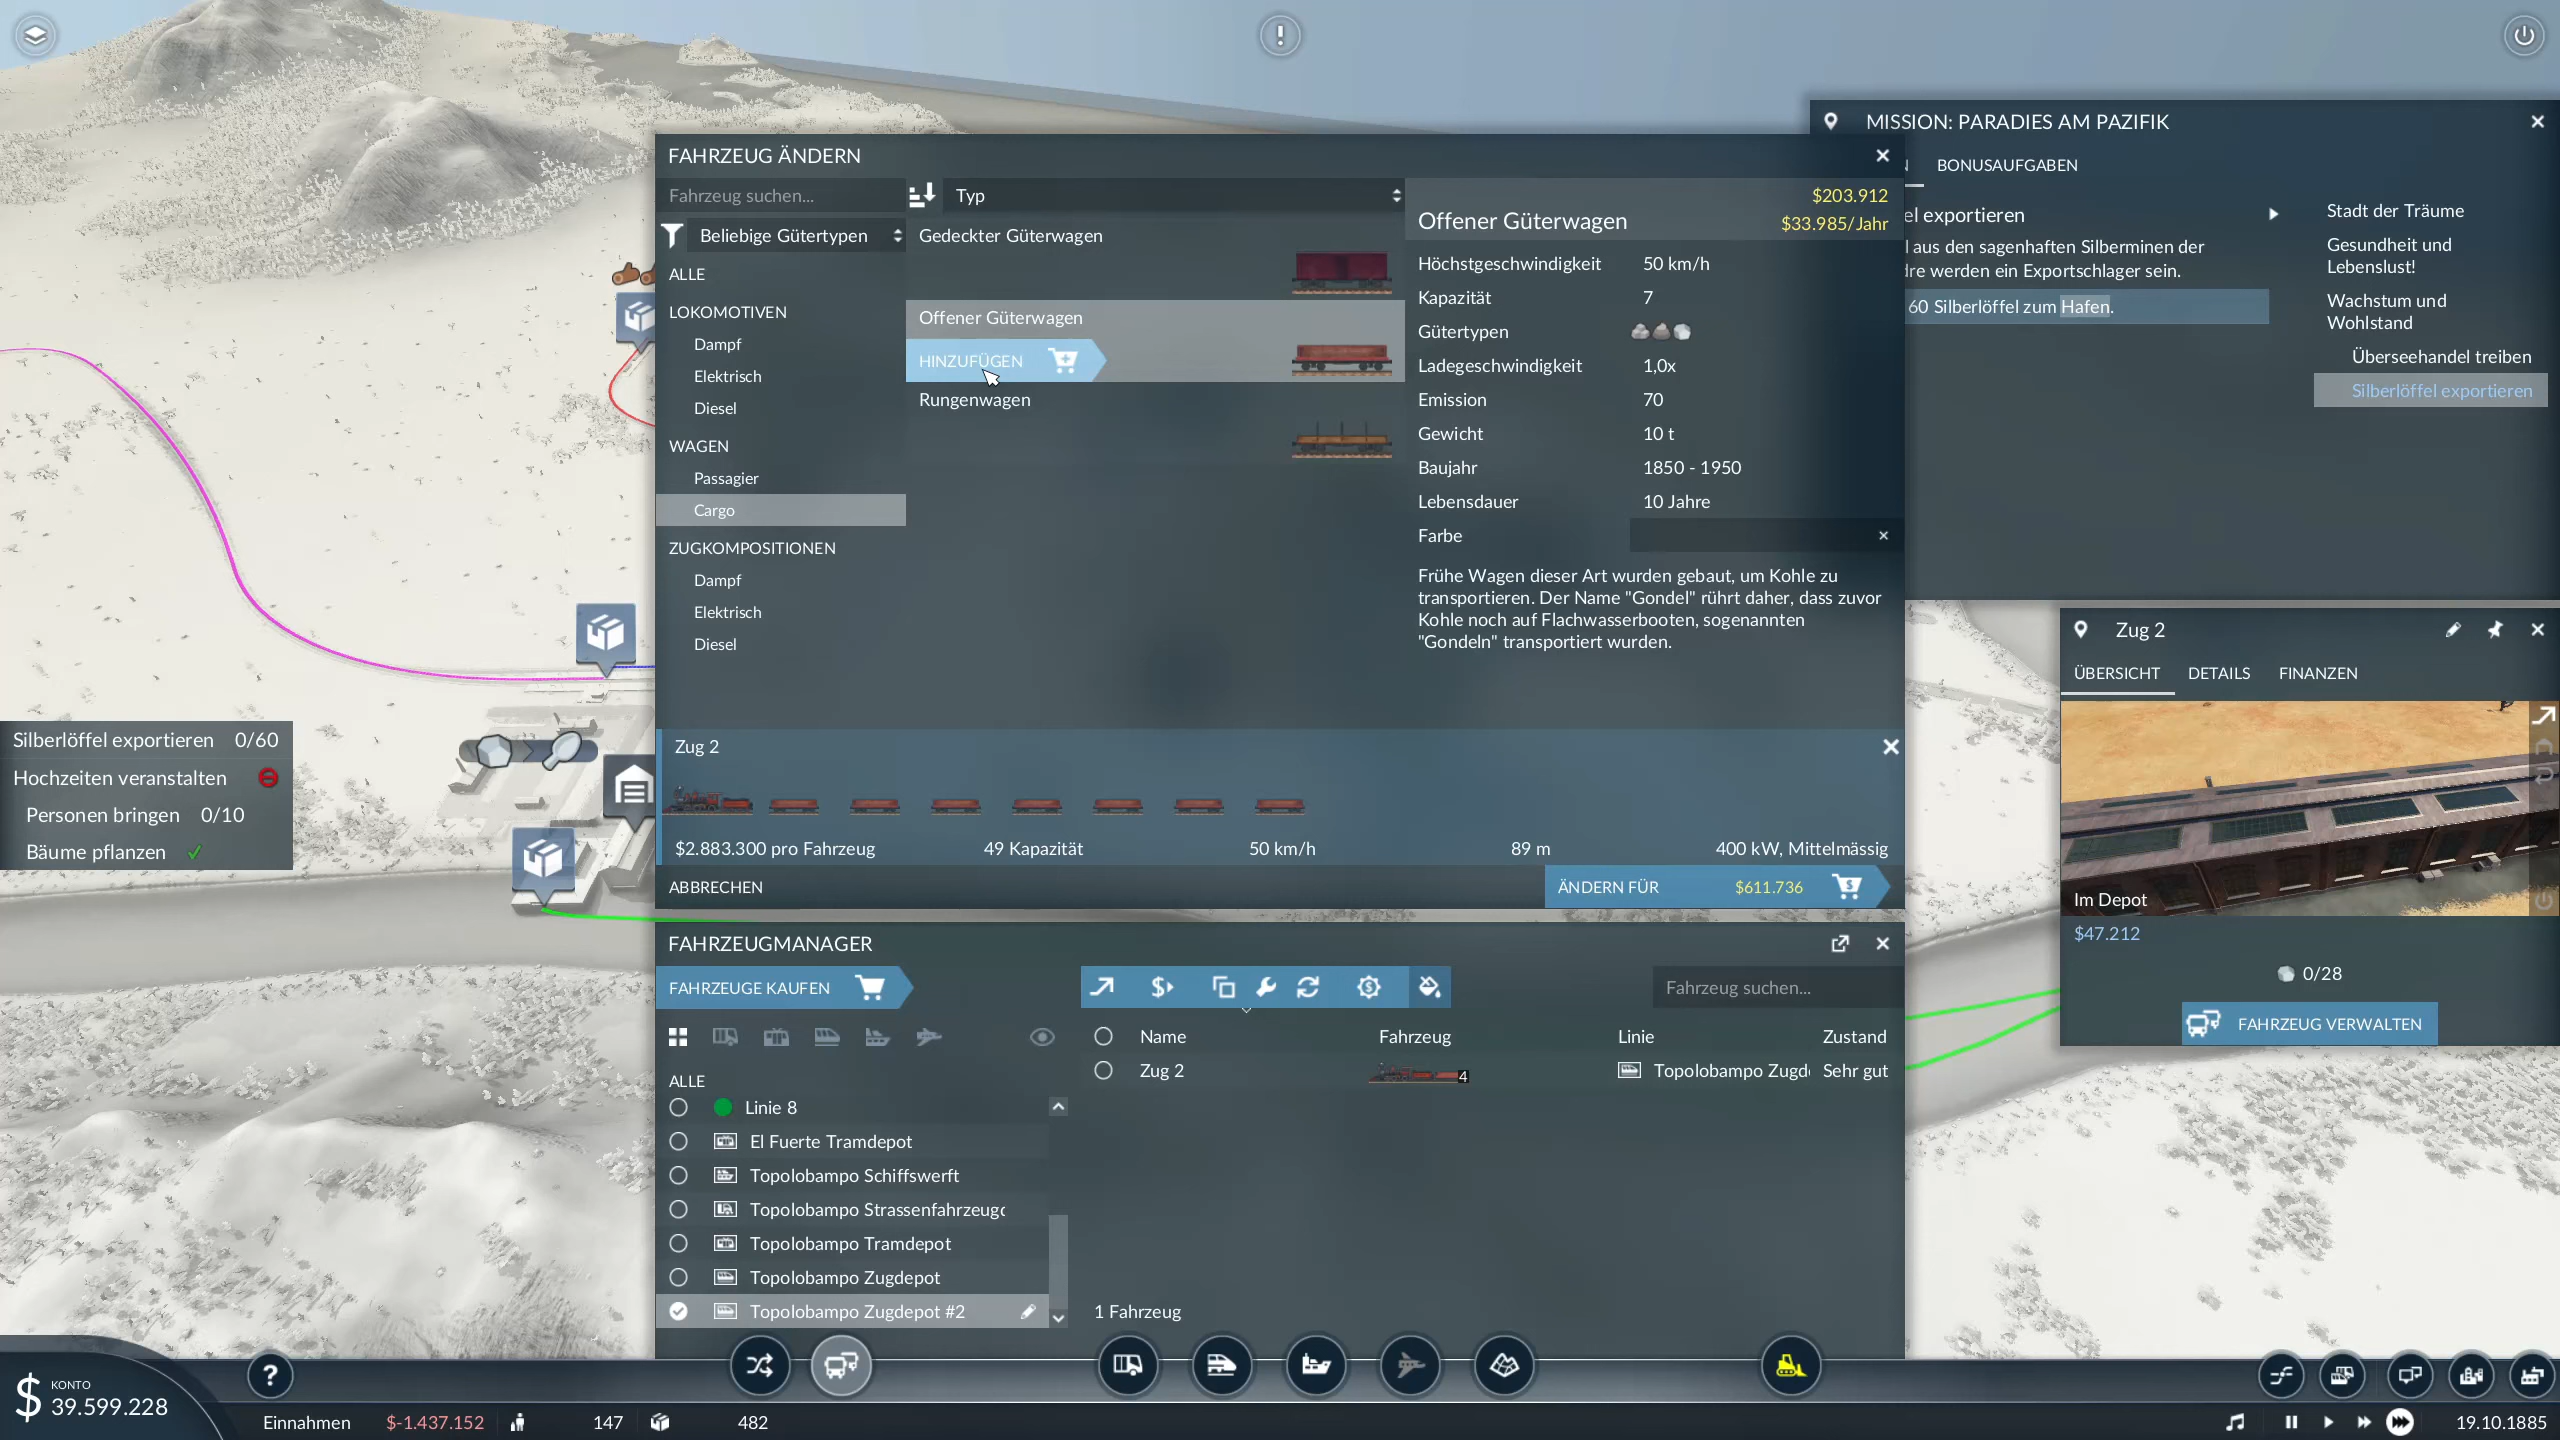 MISSION: PARADIES AM PAZIFIK
BONUSAUFGABEN
exportieren
aus den sagenhaften Silberminen der
werden ein Exportschlager sein.
60 Silberlöffel zum Hafen.
Stadt der Träume
Gesundheit und
Lebenslust!
Wachstum und
Wohlstand
Überseehandel treiben
Silberlöffel exportieren
FAHRZEUG ÄNDERN
Fahrzeug suchen...
Typ
Beliebige Gütertypen
ALLE
LOKOMOTIVEN
Dampf
Elektrisch
Diesel
WAGEN
Passagier
Cargo
ZUGKOMPOSITIONEN
Dampf
Elektrisch
Diesel
Gedeckter Güterwagen
Offener Güterwagen
HINZUFÜGEN
Rungenwagen
$203.912
Offener Güterwagen $33.985/Jahr
Höchstgeschwindigkeit 50 km/h
Kapazität 7
Gütertypen
Ladegeschwindigkeit 1,0x
Emission 70
Gewicht 10 t
Baujahr 1850 - 1950
Lebensdauer 10 Jahre
Farbe
Frühe Wagen dieser Art wurden gebaut, um Kohle zu
transportieren. Der Name "Gondel" rührt daher, dass zuvor
Kohle noch auf Flachwasserbooten, sogenannten
"Gondeln" transportiert wurden.
Zug 2
$2.883.300 pro Fahrzeug 49 Kapazität 50 km/h 89 m 400 kW, Mittelmässig
ABBRECHEN
ÄNDERN FÜR $611.736
Silberlöffel exportieren 0/60
Hochzeiten veranstalten
Personen bringen 0/10
Bäume pflanzen
Zug 2
ÜBERSICHT DETAILS FINANZEN
Im Depot
$47.212
0/28
FAHRZEUG VERWALTEN
FAHRZEUGMANAGER
FAHRZEUGE KAUFEN
Fahrzeug suchen...
ALLE
Linie 8
El Fuerte Tramdepot
Topolobampo Schiffswerft
Topolobampo Strassenfahrzeug
Topolobampo Tramdepot
Topolobampo Zugdepot
Topolobampo Zugdepot #2
Name Fahrzeug Linie Zustand
Zug 2 4 Topolobampo Zugd Sehr gut
1 Fahrzeug
?
$ KONTO
39.599.228
Einnahmen $-1.437.152 147 482
19.10.1885